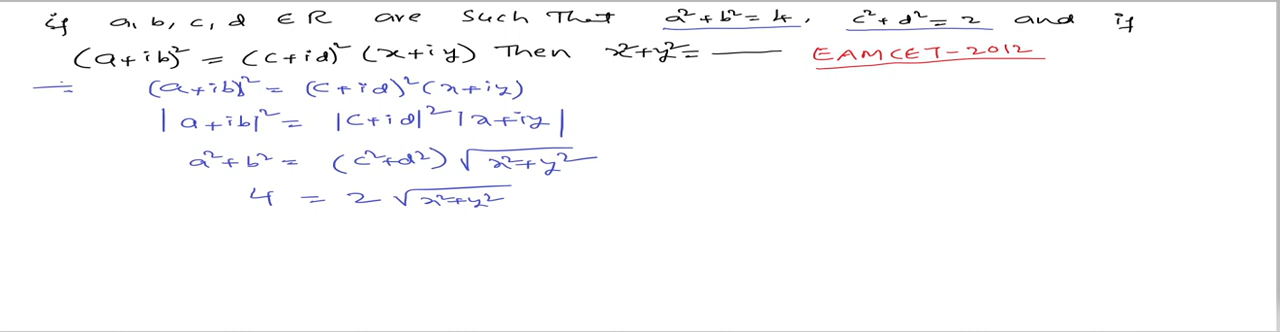 if a, b, c, d ∈ R are such that a²+b²=4, c²+d²=2 and if
(a+ib)² = (c+id)² (x+iy) Then x²+y²= —— EAMCET-2012
(a+ib)² = (c+id)² (x+iy)
|a+ib|² = |c+id|² |x+iy|
a²+b² = (c²+d²) √x²+y²
4 = 2 √x²+y²